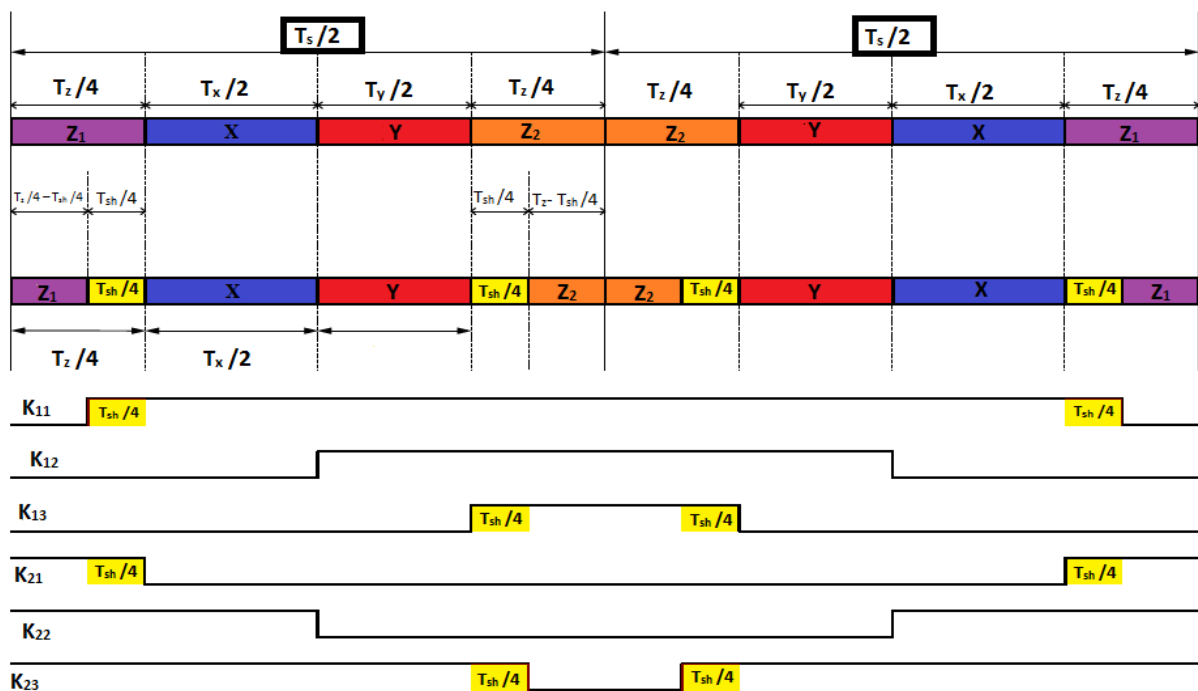 Ts/2 Ts/2
Tz/4 Tx/2 Ty/2 Tz/4 Tz/4 Ty/2 Tx/2 Tz/4
Z1 X Y Z2 Z2 Y X Z1
Tz/4-Tsh/4 Tsh/4 Tsh/4 Tz- Tsh/4
Z1 Tsh/4 X Y Tsh/4 Z2 Z2 Tsh/4 Y X Tsh/4 Z1
Tz/4 Tx/2
K11 Tsh/4 Tsh/4
K12
K13 Tsh/4 Tsh/4
K21 Tsh/4 Tsh/4
K22
K23 Tsh/4 Tsh/4